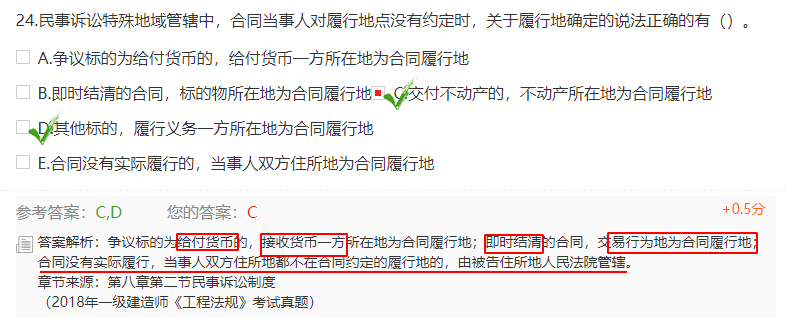 24.民事诉讼特殊地域管辖中，合同当事人对履行地点没有约定时，关于履行地确定的说法正确的有（）。
A.争议标的为给付货币的，给付货币一方所在地为合同履行地
B.即时结清的合同，标的物所在地为合同履行地 C.交付不动产的，不动产所在地为合同履行地
D.其他标的，履行义务一方所在地为合同履行地
E.合同没有实际履行的，当事人双方住所地为合同履行地
参考答案：C,D 您的答案：C +0.5分
答案解析：争议标的为给付货币的，接收货币一方所在地为合同履行地；即时结清的合同，交易行为地为合同履行地；
合同没有实际履行，当事人双方住所地都不在合同约定的履行地的，由被告住所地人民法院管辖。
章节来源：第八章第二节民事诉讼制度
（2018年一级建造师《工程法规》考试真题）